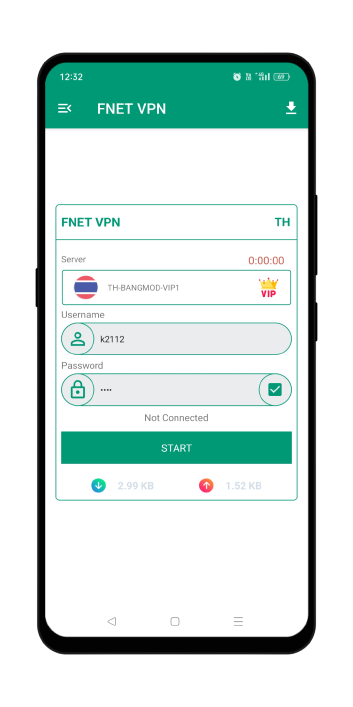 12:32
69
FNET VPN
FNET VPN TH
Server 0:00:00
TH-BANGMOD-VIP1 VIP
Username
k2112
Password
····
Not Connected
START
2.99 KB 1.52 KB